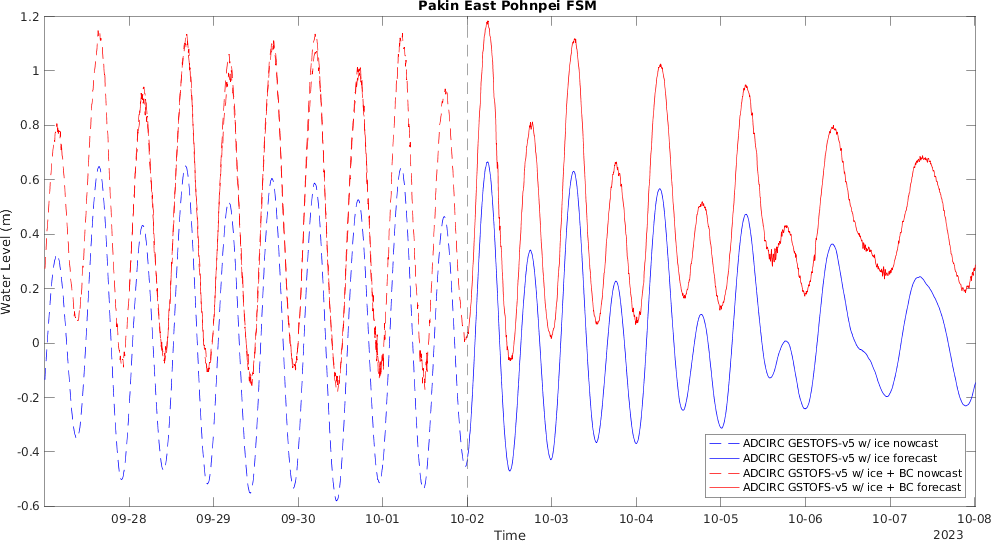 Pakin East Pohnpei FSM
Water Level (m)
1.2
1
0.8
0.6
0.4
0.2
0
-0.2
-0.4
-0.6
ADCIRC GESTOFS-v5 w/ ice nowcast
ADCIRC GESTOFS-v5 w/ ice forecast
ADCIRC GSTOFS-v5 w/ ice + BC nowcast
ADCIRC GSTOFS-v5 w/ ice + BC forecast
09-28 09-29 09-30 10-01 10-02 10-03 10-04 10-05 10-06 10-07 10-08
Time
2023